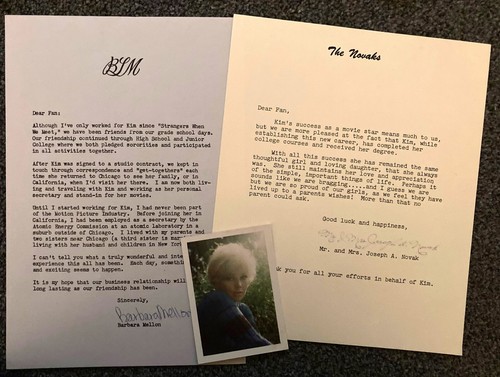 BLM
Dear Fan:
Although I've only worked for Kim since "Strangers When
We Meet," we have been friends from our grade school days.
Our friendship continued through High School and Junior
College where we both pledged sororities and participated
in all activities together.
After Kim was signed to a studio contract, we kept in
touch through correspondence and "get-togethers" each
time she returned to Chicago to see her family, or in
California, when I'd visit with her here. I am now both liv-
ing and traveling with Kim and working as her personal
secretary and stand-in for her movies.
Until I started working for Kim, I had never been part
of the Motion Picture Industry. Before joining her in
California, I had been employed as a secretary by the
Atomic Energy Commission at an atomic laboratory in a
suburb outside of Chicago. I lived with my parents and
two sisters near Chicago (a third sister is marr
living with her husband and children in New Yor
I can't tell you what a truly wonderful and inte
experience this all has been. Each day, somethin
and exciting seems to happen.
It is my hope that our business relationship will
long lasting as our friendship has been.
Sincerely,
Barbara Mellon
Barbara Mellon
The Novaks
Dear Fan,
Kim's success as a movie star means much to us,
but we are more pleased at the fact that Kim, while
establishing this new career, has completed her
college courses and received her degree.
With all this success she has remained the same
thoughtful girl and loving daughter, that she always
was. She still maintains her love and appreciation
of the simple, important things of life. Perhaps it
sounds like we are bragging.....and I guess we are
but we are so proud of our girls, as we feel they have
lived up to a parents wishes! More than that no
parent could ask.
Good luck and happiness,
Mr. and Mrs. Joseph A. Novak
you for all your efforts in behalf of Kim.